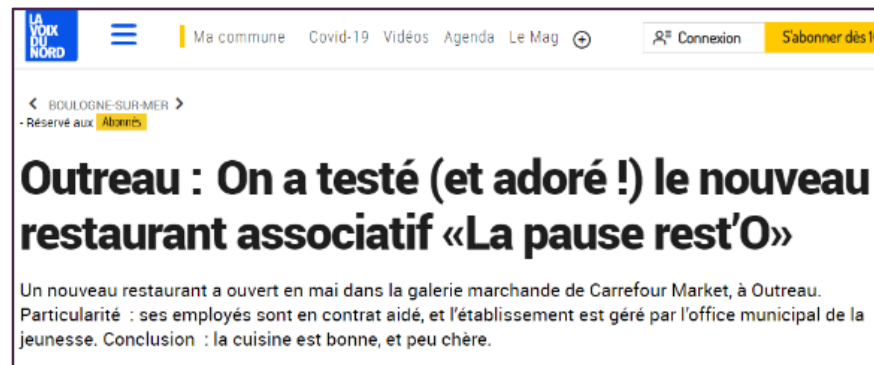 LA VOIX DU NORD
Ma commune Covid-19 Vidéos Agenda Le Mag
Connexion
S'abonner dès 1
BOULOGNE-SUR-MER
- Réservé aux Abonnés
Outreau : On a testé (et adoré !) le nouveau
restaurant associatif «La pause rest’O»
Un nouveau restaurant a ouvert en mai dans la galerie marchande de Carrefour Market, à Outreau.
Particularité : ses employés sont en contrat aidé, et l’établissement est géré par l’office municipal de la
jeunesse. Conclusion : la cuisine est bonne, et peu chère.